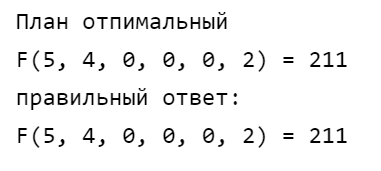 План отпимальный
F(5, 4, 0, 0, 0, 2) = 211
правильный ответ:
F(5, 4, 0, 0, 0, 2) = 211